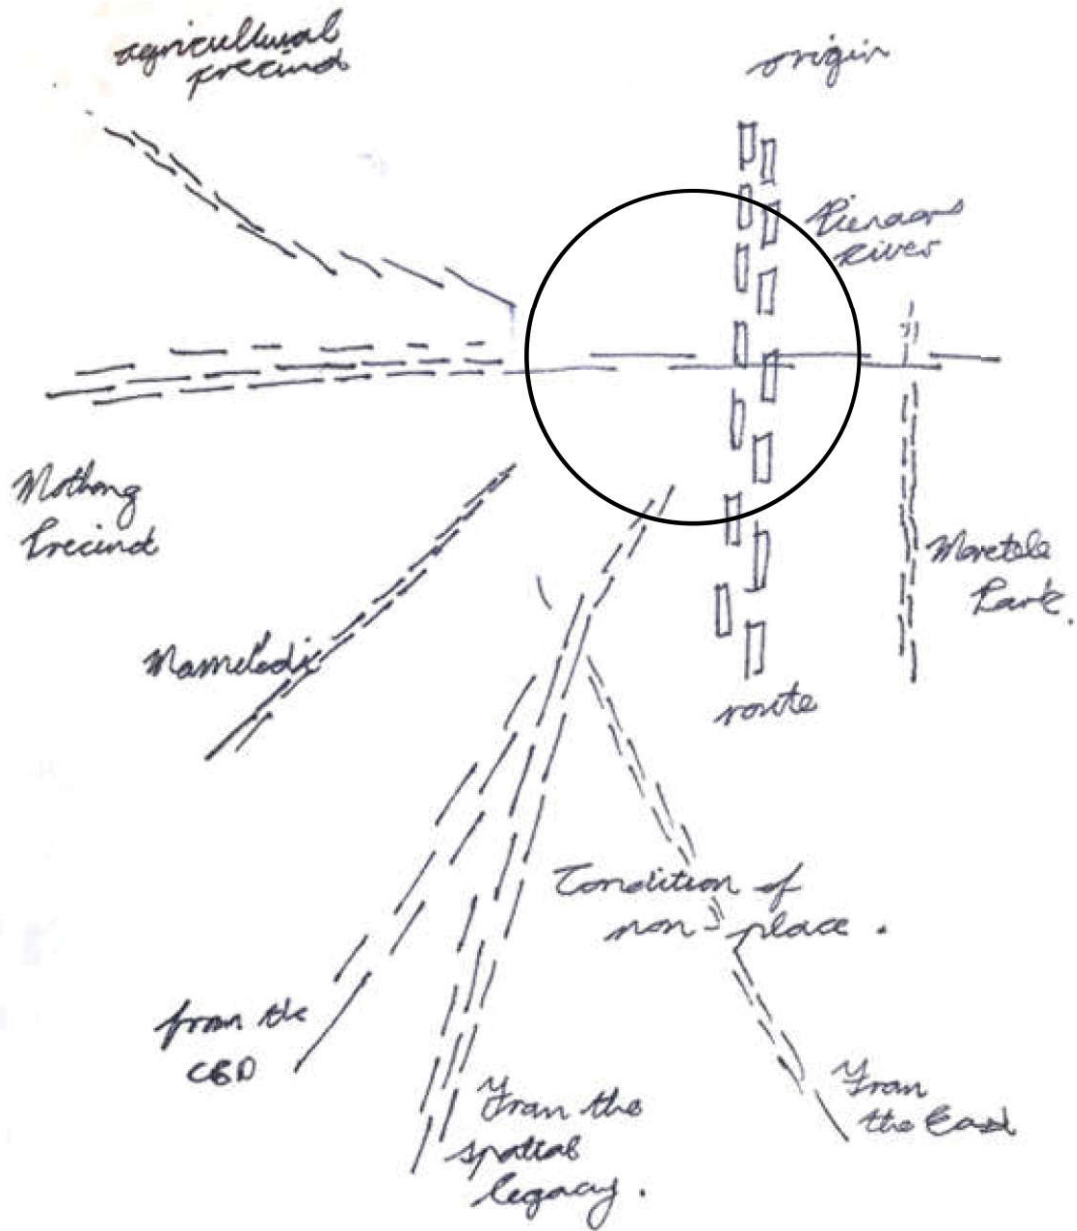 agricultural
precinct
origin
Pienaars
River
Mothong
Precinct
Moretele
Park.
Mamelodi
route
Condition of
non-place.
from the
CBD
From the
spatial
legacy.
From
the East